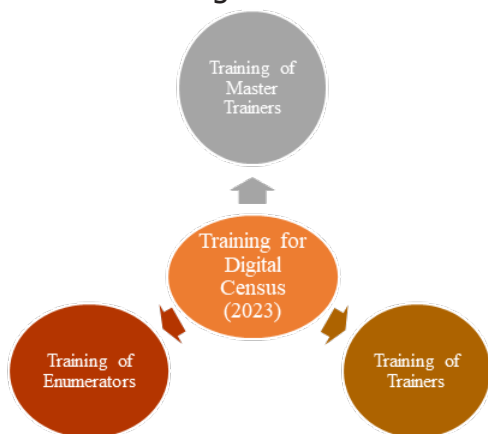 Training of
Master
Trainers
Training for
Digital
Census
(2023)
Training of
Enumerators
Training of
Trainers